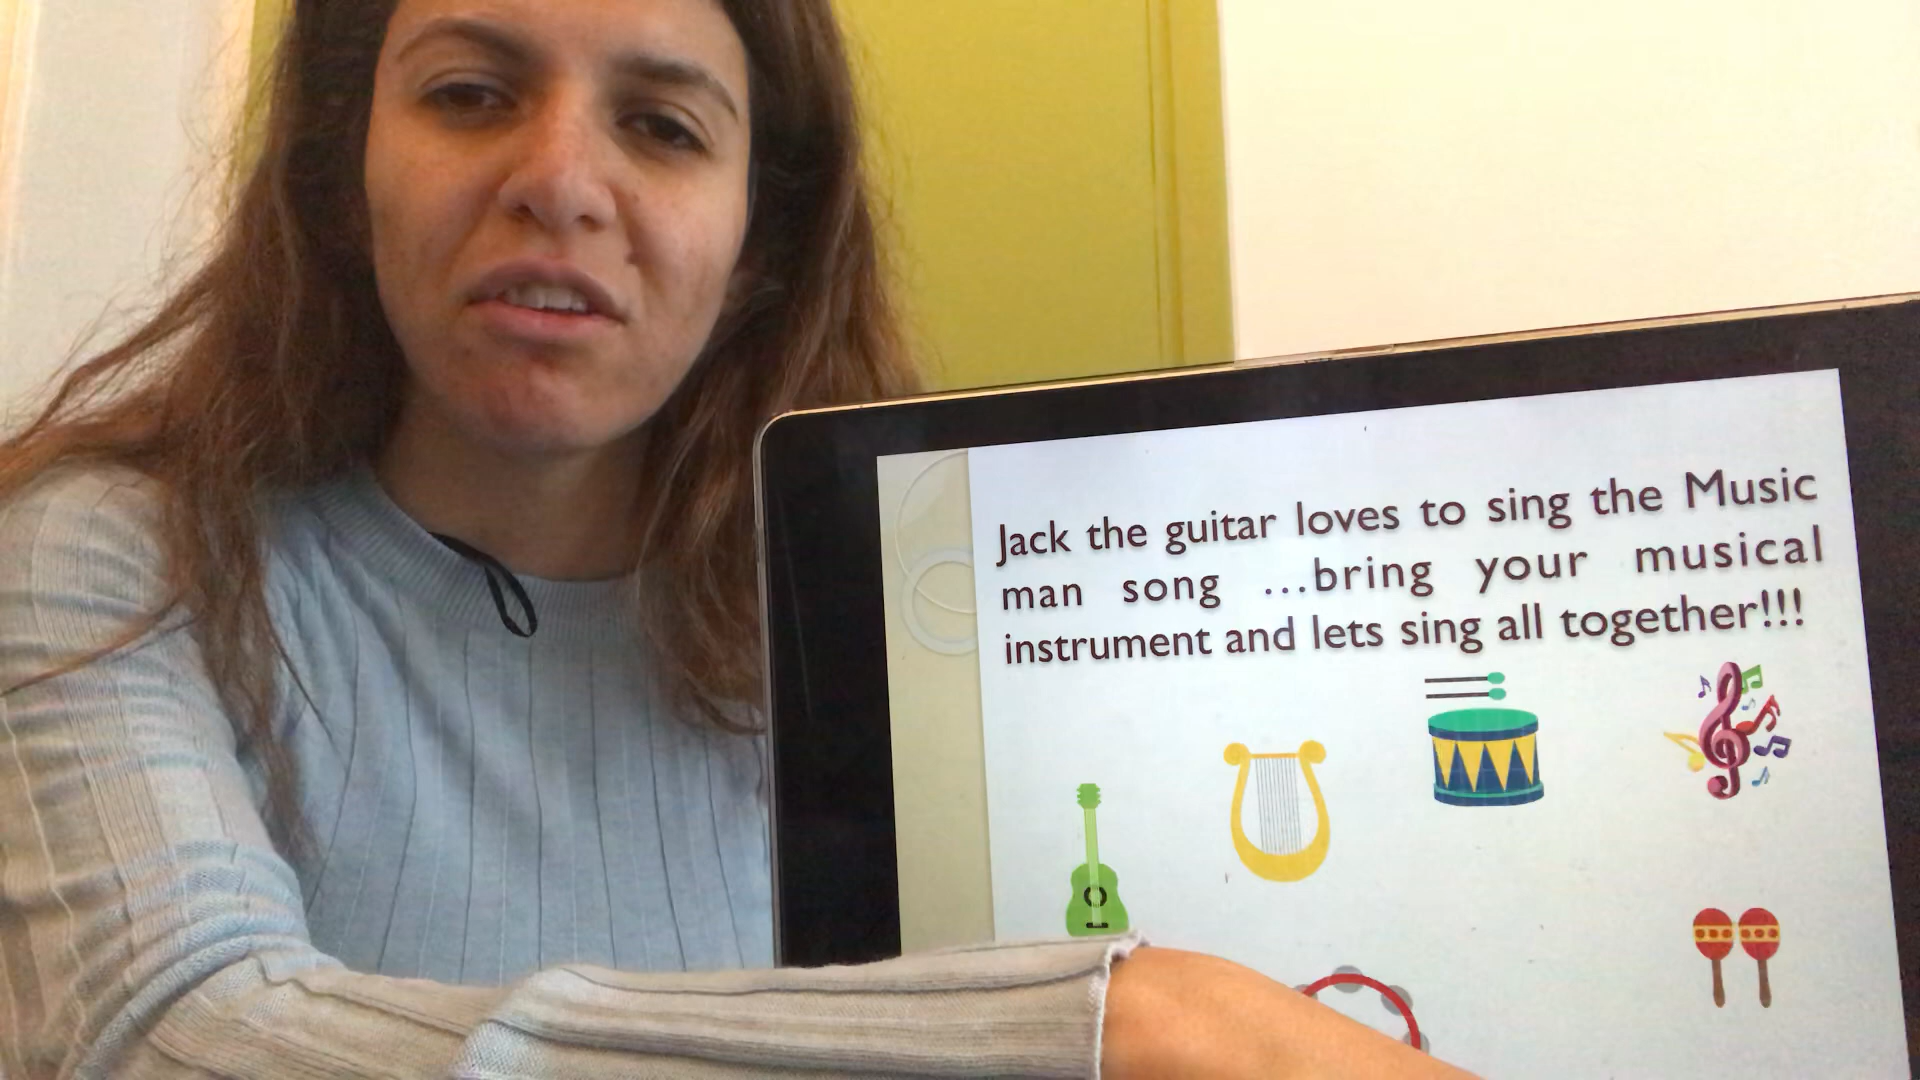 Jack the guitar loves to sing the Music
man song ...bring your musical
instrument and lets sing all together!!!